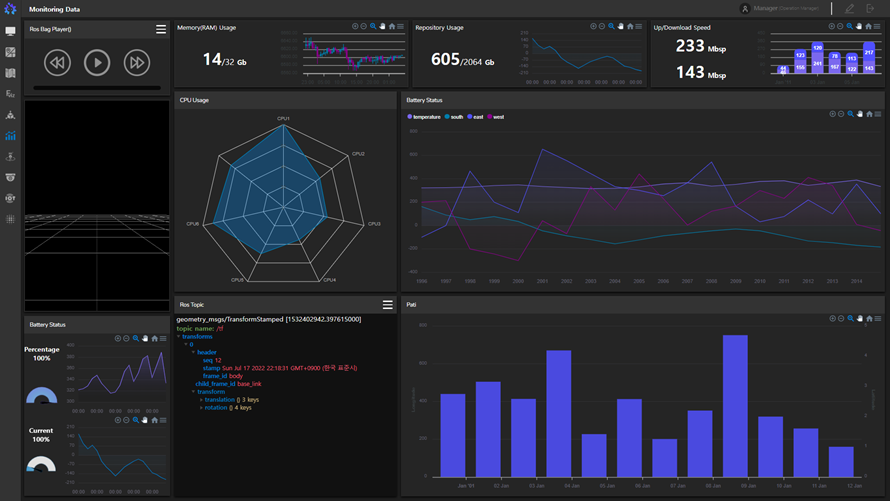 Monitoring Data
Manager
Ros Bag Player()
Memory(RAM) Usage
14/32 Gb
Repository Usage
605/2064 Gb
Up/Download Speed
233 Mbsp
143 Mbsp
CPU Usage
CPU1
CPU2
CPU3
CPU4
CPU5
CPU6
Battery Status
temperature south east west
800
600
400
200
0
-200
-400
1996 1997 1998 1999 2000 2001 2002 2003 2004 2005 2006 2007 2008 2009 2010 2011 2012 2013 2014
Battery Status
Percentage
100%
Current
100%
Ros Topic
geometry_msgs/TransformStamped [1532402942,397615000]
topic name: /tf
transforms
0
header
seq 12
stamp Sun Jul 17 2022 22:18:31 GMT+0900 (한국 표준시)
frame_id body
child_frame_id base_link
transform
translation {} 3 keys
rotation {} 4 keys
Pati
800
600
400
200
0
Jan '01 02 Jan 03 Jan 04 Jan 05 Jan 06 Jan 07 Jan 08 Jan 09 Jan 10 Jan 11 Jan 12 Jan